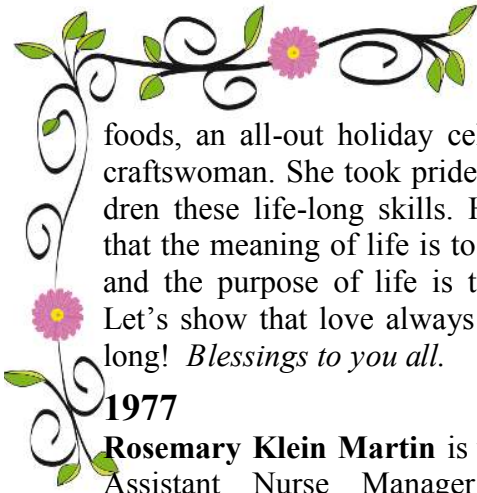 foods, an all-out holiday
craftswoman. She took pride
dren these life-long skills.
that the meaning of life is to
and the purpose of life is
Let's show that love always
long! Blessings to you all.
1977
Rosemary Klein Martin is
Assistant Nurse Manager